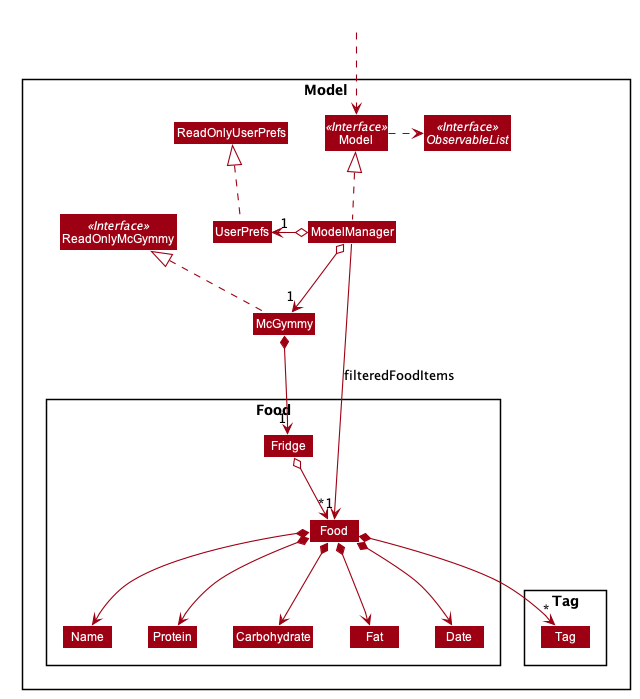 Model
ReadOnlyUserPrefs
«Interface»
Model
«Interface»
ObservableList
«Interface»
ReadOnlyMcGymmy
UserPrefs
1
ModelManager
1
McGymmy
filteredFoodItems
Food
1
Fridge
* 1
Food
Tag
*
Name
Protein
Carbohydrate
Fat
Date
Tag